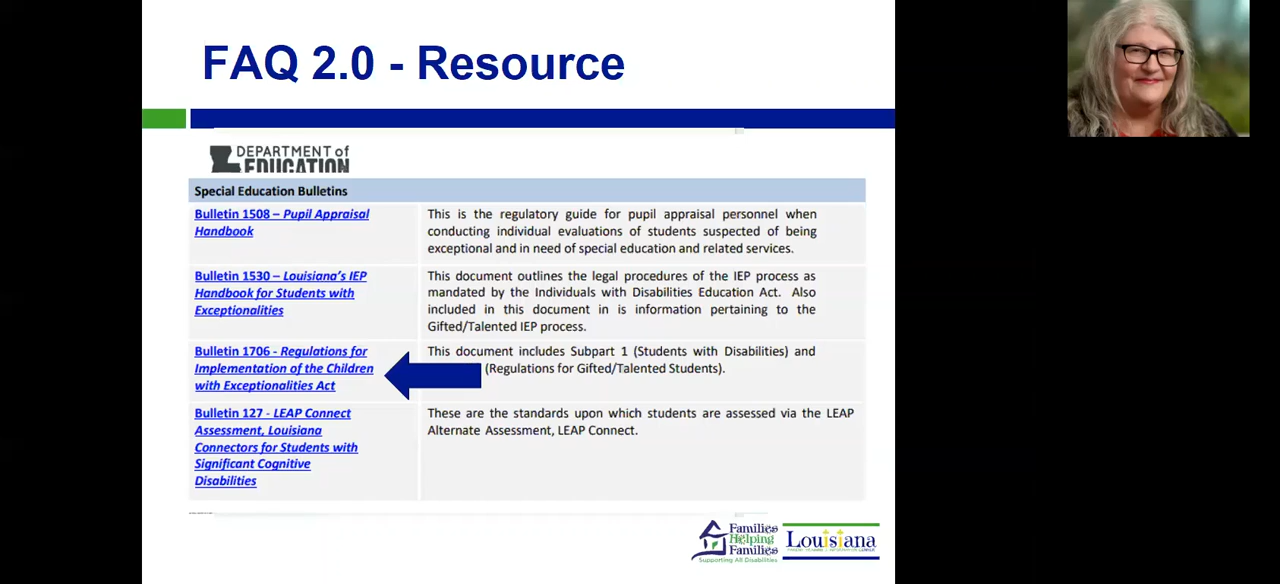 FAQ 2.0 - Resource
DEPARTMENT of
EDUCATION
Special Education Bulletins
Bulletin 1508 – Pupil Appraisal
Handbook
This is the regulatory guide for pupil appraisal personnel when
conducting individual evaluations of students suspected of being
exceptional and in need of special education and related services.
Bulletin 1530 – Louisiana's IEP
Handbook for Students with
Exceptionalities
This document outlines the legal procedures of the IEP process as
mandated by the Individuals with Disabilities Education Act. Also
included in this document in is information pertaining to the
Gifted/Talented IEP process.
Bulletin 1706 - Regulations for
Implementation of the Children
with Exceptionalities Act
This document includes Subpart 1 (Students with Disabilities) and
(Regulations for Gifted/Talented Students).
Bulletin 127 - LEAP Connect
Assessment, Louisiana
Connectors for Students with
Significant Cognitive
Disabilities
These are the standards upon which students are assessed via the LEAP
Alternate Assessment, LEAP Connect.
Families
Helping
Families
Supporting All Disabilities
Louisiana